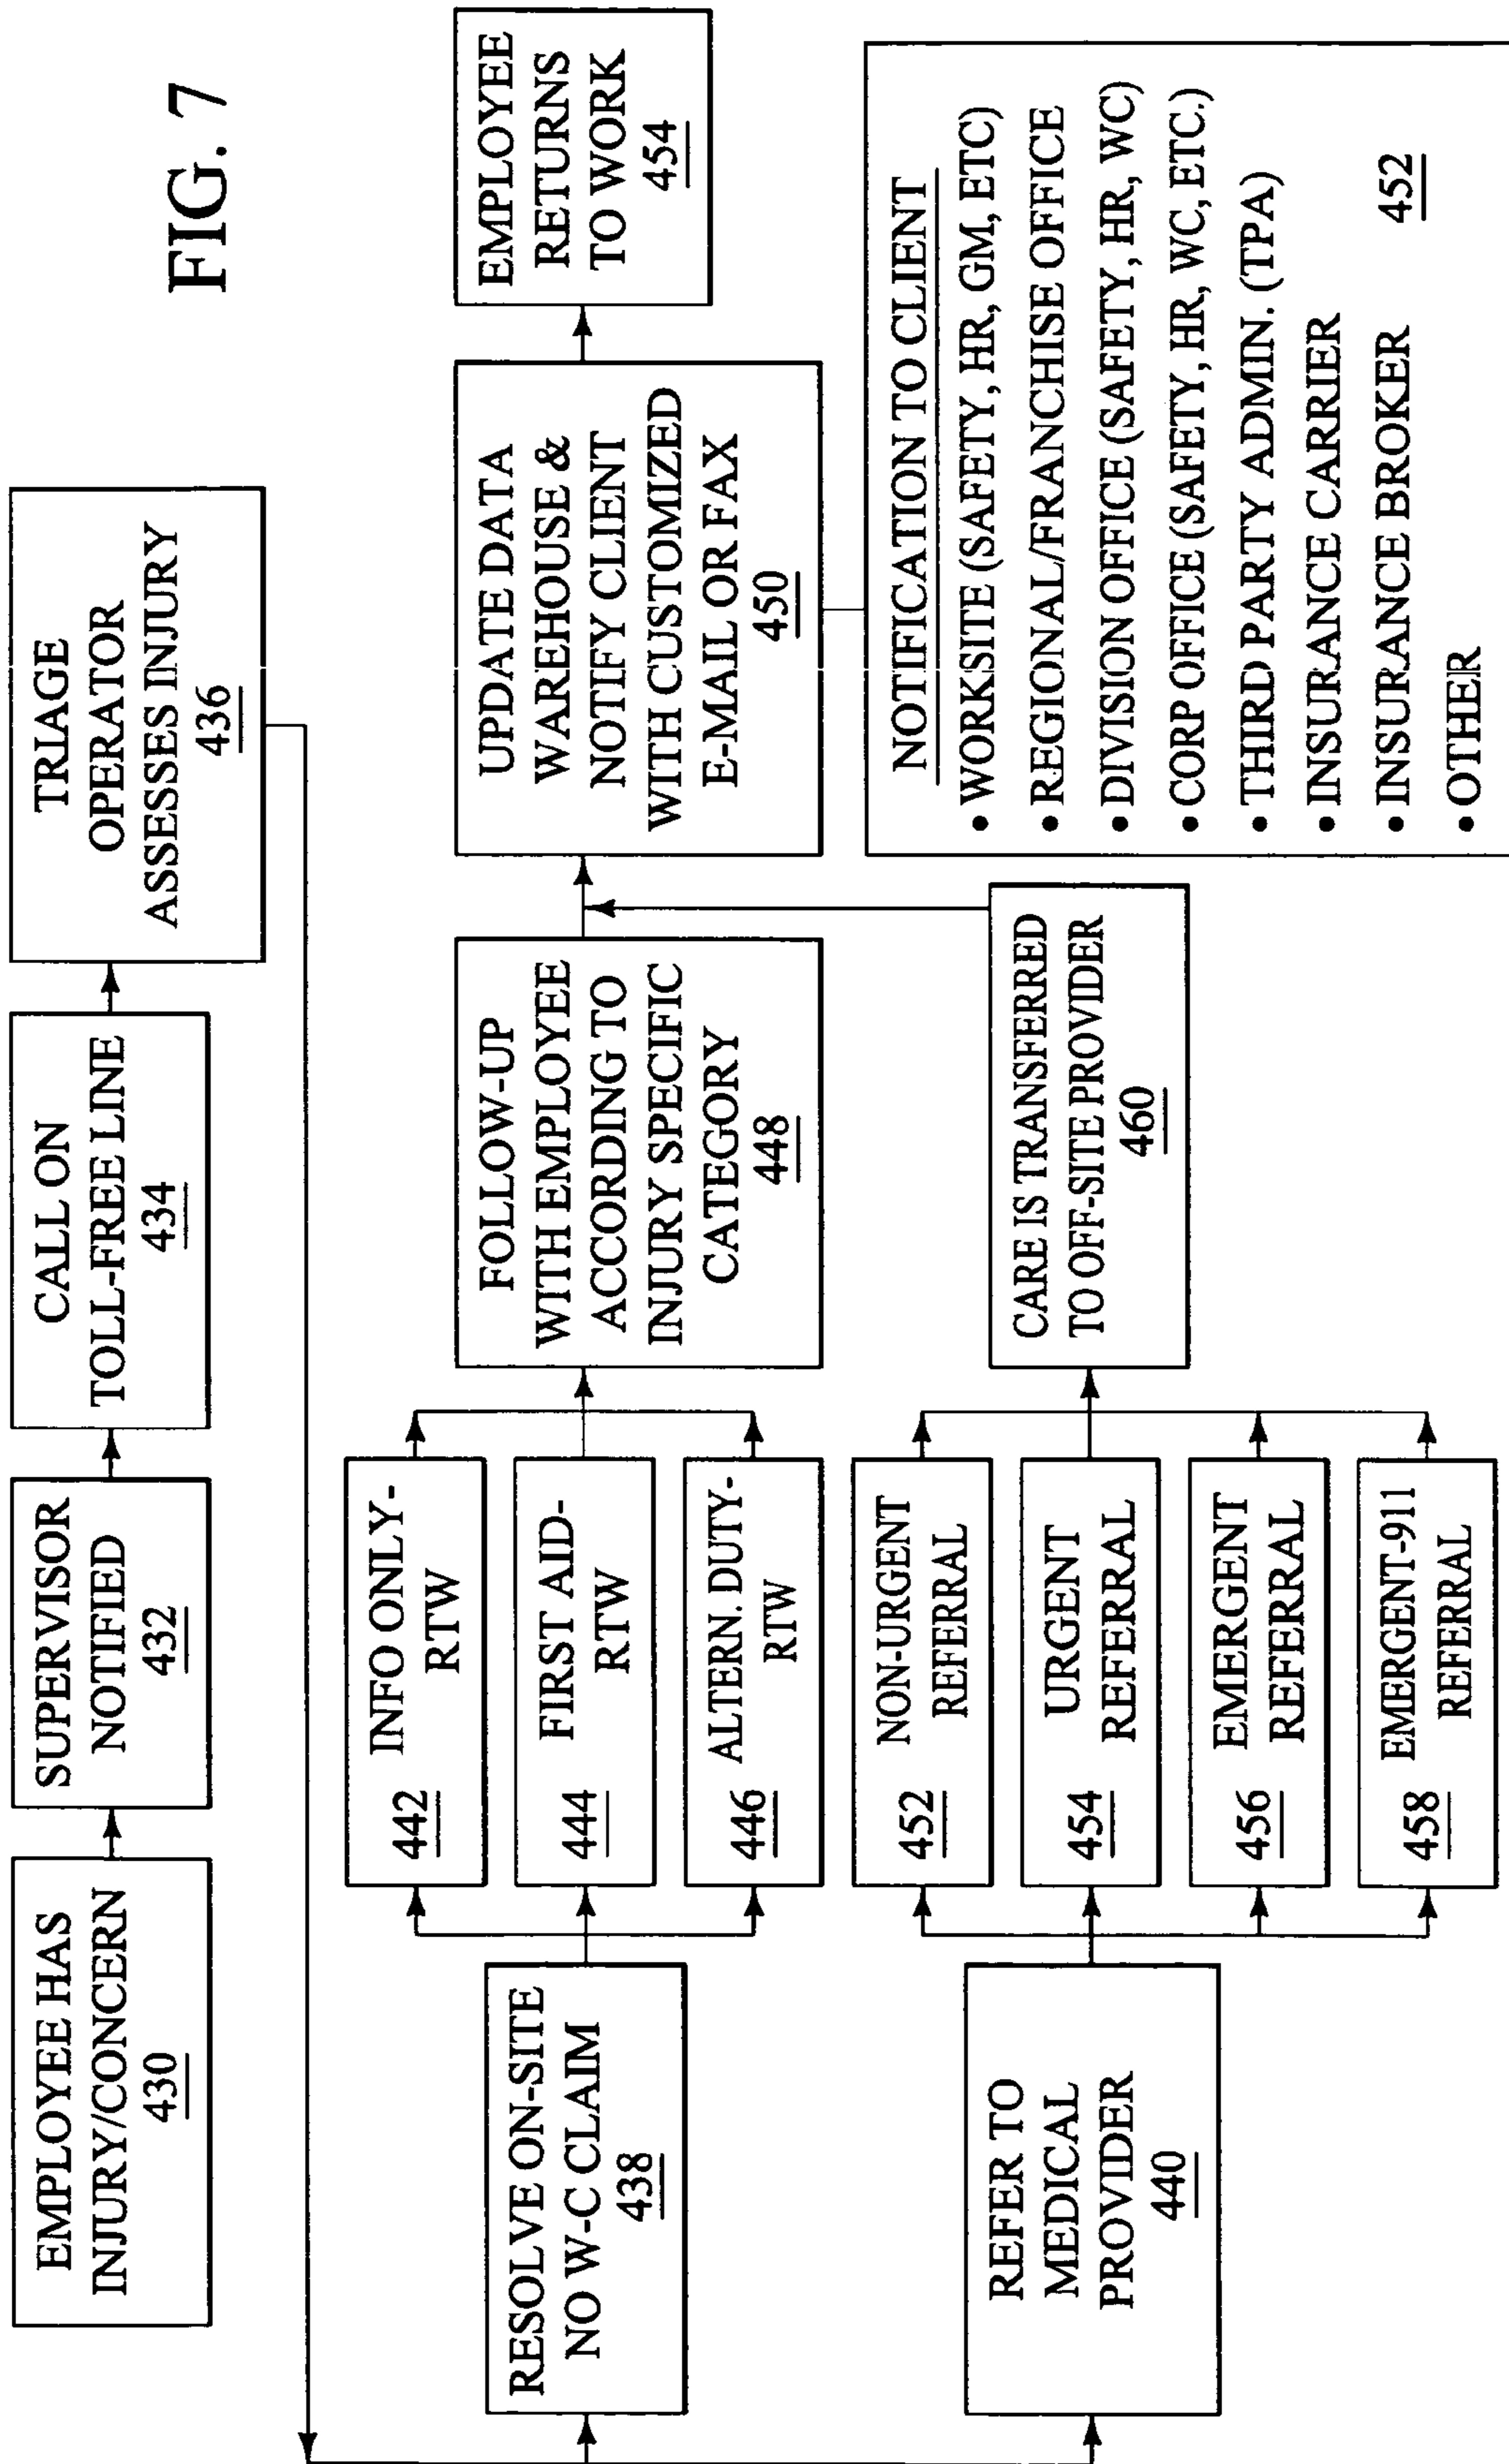 FIG. 7
EMPLOYEE HAS
INJURY/CONCERN
430
SUPERVISOR
NOTIFIED
432
CALL ON
TOLL-FREE LINE
434
TRIAGE
OPERATOR
ASSESSES INJURY
436
RESOLVE ON-SITE
NO W-C CLAIM
438
REFER TO
MEDICAL
PROVIDER
440
442
INFO ONLY-
RTW
444
FIRST AID-
RTW
446
ALTERN. DUTY-
RTW
452
NON-URGENT
REFERRAL
454
URGENT
REFERRAL
456
EMERGENT
REFERRAL
458
EMERGENT-911
REFERRAL
FOLLOW-UP
WITH EMPLOYEE
ACCORDING TO
INJURY SPECIFIC
CATEGORY
448
CARE IS TRANSFERRED
TO OFF-SITE PROVIDER
460
UPDATE DATA
WAREHOUSE &
NOTIFY CLIENT
WITH CUSTOMIZED
E-MAIL OR FAX
450
EMPLOYEE
RETURNS
TO WORK
454
NOTIFICATION TO CLIENT
• WORKSITE (SAFETY, HR, GM, ETC)
• REGIONAL/FRANCHISE OFFICE
• DIVISION OFFICE (SAFETY, HR, WC)
• CORP OFFICE (SAFETY, HR, WC, ETC.)
• THIRD PARTY ADMIN. (TPA)
• INSURANCE CARRIER
• INSURANCE BROKER 452
• OTHER